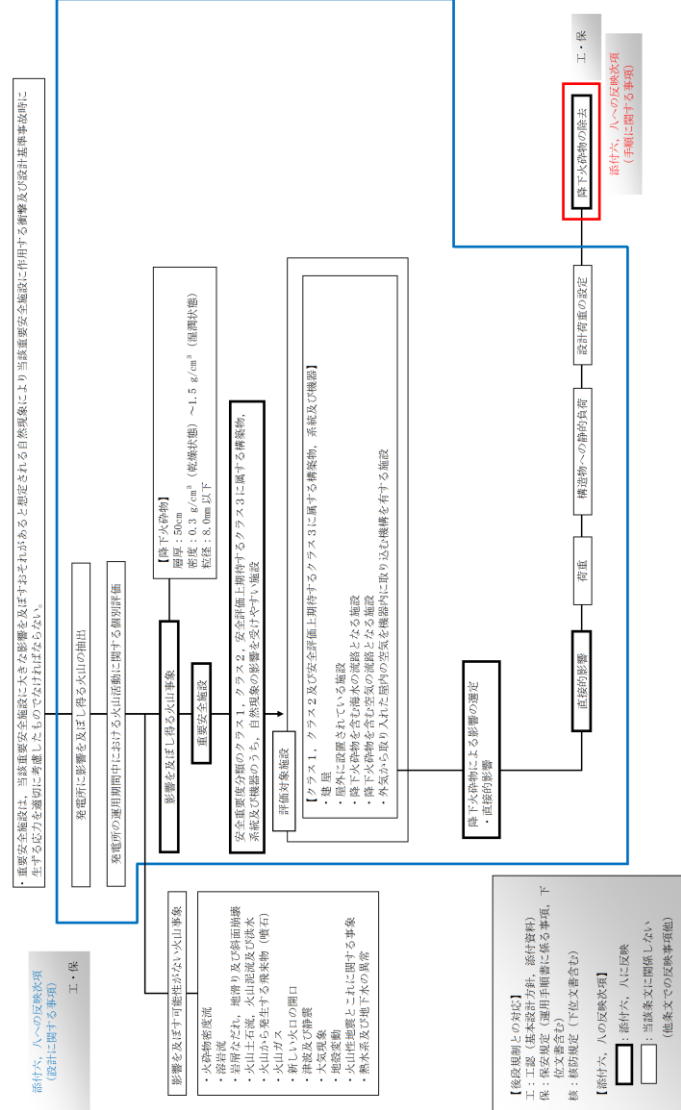 ・重要安全施設は，当該重要安全施設に大きな影響を及ぼすおそれがあると想定される自然現象により当該重要安全施設に作用する衝撃及び設計基準事故時に
生ずる応力を適切に考慮したものでなければならない。
添付六，八への反映次項
（設計に関する事項）
工・保
発電所に影響を及ぼし得る火山の抽出
発電所の運用期間中における火山活動に関する個別評価
影響を及ぼす可能性がない火山事象
・火砕物密度流
・溶岩流
・岩屑なだれ，地滑り及び斜面崩壊
・火山土石流，火山泥流及び洪水
・火山から発生する飛来物（噴石）
・火山ガス
・新しい火口の開口
・津波及び静震
・大気現象
・地殻変動
・火山性地震とこれに関する事象
・熱水系及び地下水の異常
影響を及ぼし得る火山事象
【降下火砕物】
層厚：50cm
密度：0.3 g/cm³（乾燥状態）～1.5 g/cm³（湿潤状態）
粒径：8.0mm 以下
重要安全施設
安全重要度分類のクラス１，クラス２，安全評価上期待するクラス３に属する構築物，
系統及び機器のうち，自然現象の影響を受けやすい施設
評価対象施設
【クラス１，クラス２及び安全評価上期待するクラス３に属する構築物，系統及び機器】
・建屋
・屋外に設置されている施設
・降下火砕物を含む海水の流路となる施設
・降下火砕物を含む空気の流路となる施設
・外気から取り入れた屋内の空気を機器内に取り込む機構を有する施設
降下火砕物による影響の選定
・直接的影響
直接的影響
荷重
構造物への静的負荷
設計荷重の設定
降下火砕物の除去
工・保
添付六，八への反映次項
（手順に関する事項）
【後段規制との対応】
工：工認（基本設計方針，添付資料）
保：保安規定（運用手順書に係る事項，下
位文書含む）
核：核防規定（下位文書含む）
【添付六，八の反映次項】
：添付六，八に反映
：当該条文に関係しない
（他条文での反映事項他）